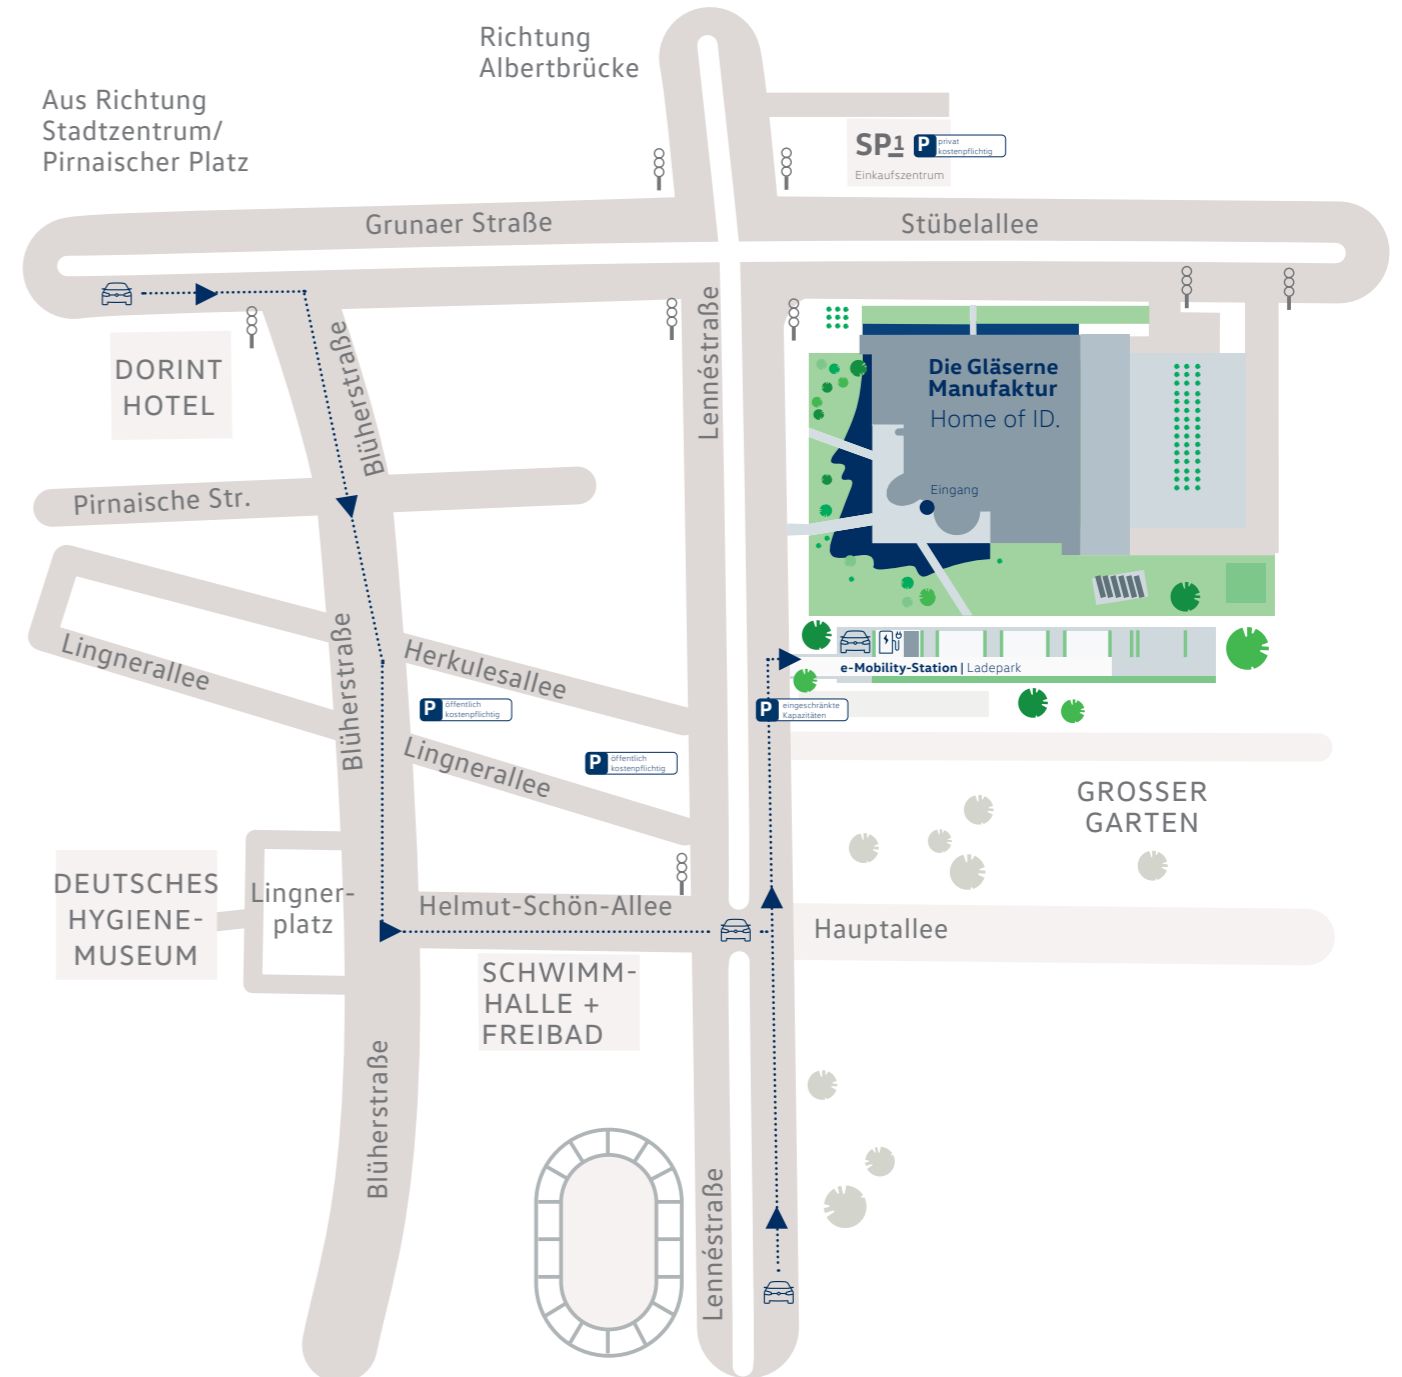 Richtung
Albertbrücke
Aus Richtung
Stadtzentrum/
Pirnaischer Platz
SP1
P
privat
kostenpflichtig
Einkaufszentrum
Grunaer Straße
Stübelallee
DORINT
HOTEL
Blüherstraße
Lennéstraße
Die Gläserne
Manufaktur
Home of ID.
Eingang
Pirnaische Str.
Lingnerallee
Blüherstraße
Herkulesallee
e-Mobility-Station | Ladepark
P
öffentlich
kostenpflichtig
P
eingeschränkte
Kapazitäten
Lingnerallee
P
öffentlich
kostenpflichtig
GROSSER
GARTEN
DEUTSCHES
HYGIENE-
MUSEUM
Lingner-
platz
Helmut-Schön-Allee
Hauptallee
SCHWIMM-
HALLE +
FREIBAD
Blüherstraße
Lennéstraße